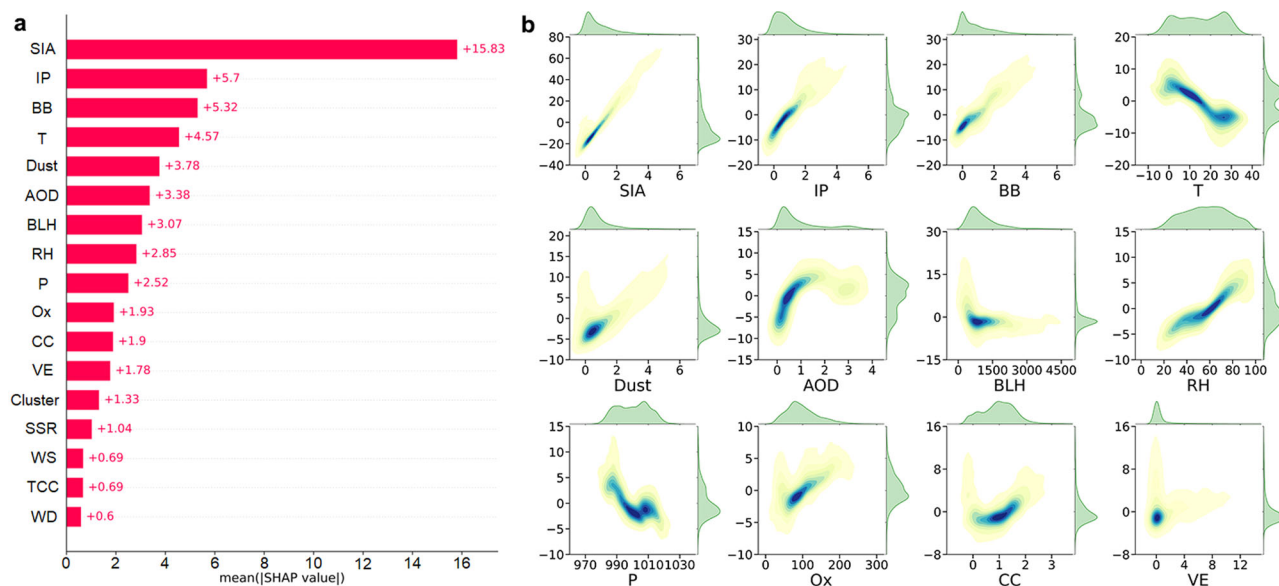 a
SIA +15.83
IP +5.7
BB +5.32
T +4.57
Dust +3.78
AOD +3.38
BLH +3.07
RH +2.85
P +2.52
Ox +1.93
CC +1.9
VE +1.78
Cluster +1.33
SSR +1.04
WS +0.69
TCC +0.69
WD +0.6
0 2 4 6 8 10 12 14 16
mean(|SHAP value|)
b
80
60
40
20
0
−20
−40
0 2 4 6
SIA
30
20
10
0
−10
−20
0 2 4 6
IP
30
20
10
0
−10
−20
0 2 4 6
BB
20
10
0
−10
−20
−10 0 10 20 30 40
T
20
15
10
5
0
−5
−10
0 2 4 6
Dust
15
10
5
0
−5
−10
−15
0 1 2 3 4
AOD
30
15
0
−15
0 1500 3000 4500
BLH
15
10
5
0
−5
−10
0 20 40 60 80 100
RH
15
10
5
0
−5
−10
970 990 1010 1030
P
10
5
0
−5
−10
0 100 200 300
Ox
16
8
0
−8
0 1 2 3
CC
16
8
0
−8
0 4 8 12
VE